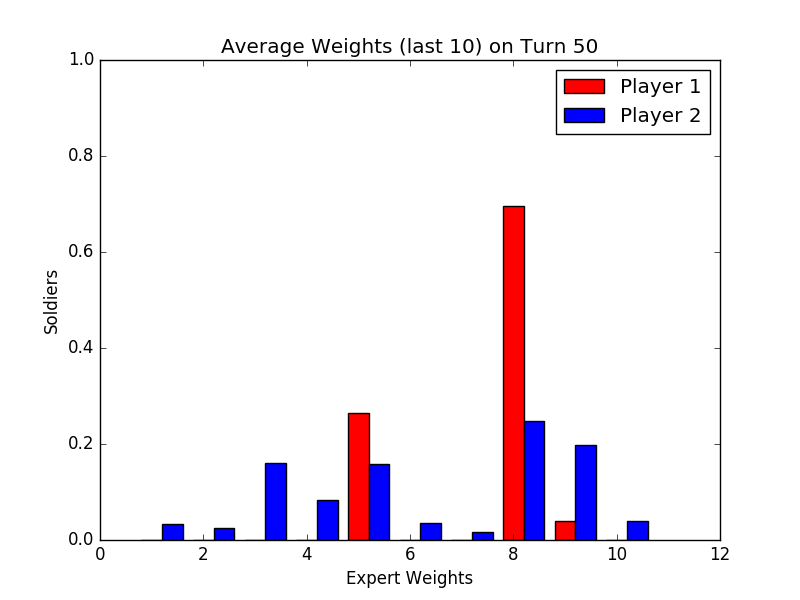 Average Weights (last 10) on Turn 50
Player 1
Player 2
1.0
0.8
0.6
0.4
0.2
0.0
Soldiers
0 2 4 6 8 10 12
Expert Weights